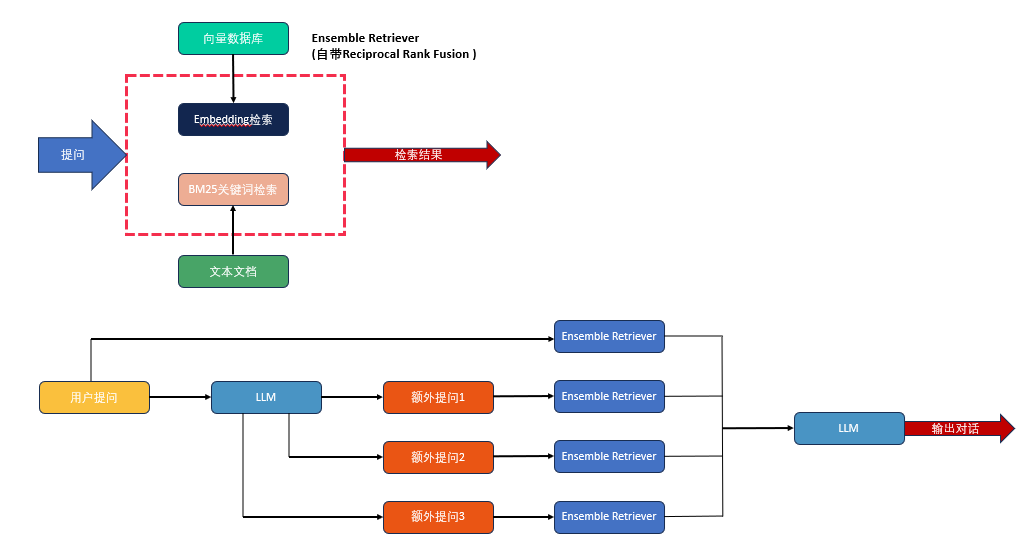 向量数据库
Ensemble Retriever
(自带Reciprocal Rank Fusion )
Embedding检索
提问
检索结果
BM25关键词检索
文本文档
Ensemble Retriever
用户提问
LLM
额外提问1
Ensemble Retriever
LLM
输出对话
额外提问2
Ensemble Retriever
额外提问3
Ensemble Retriever